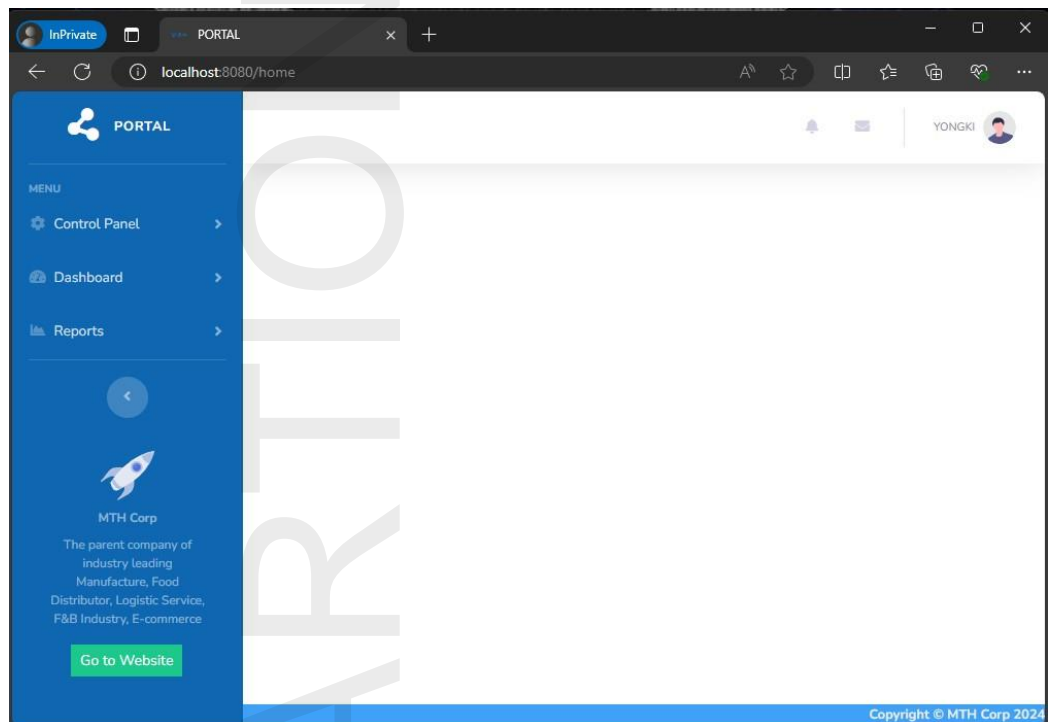 InPrivate
PORTAL
localhost:8080/home
PORTAL
YONGKI
MENU
Control Panel
Dashboard
Reports
MTH Corp
The parent company of
industry leading
Manufacture, Food
Distributor, Logistic Service,
F&B Industry, E-commerce
Go to Website
Copyright © MTH Corp 2024